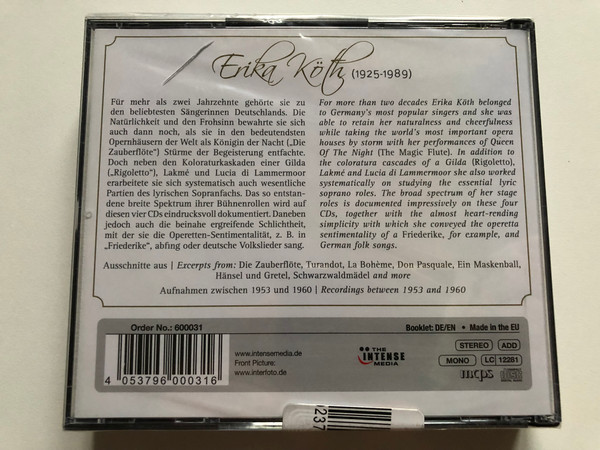 Erika Köth (1925-1989)
Für mehr als zwei Jahrzehnte gehörte sie zu
den beliebtesten Sängerinnen Deutschlands. Die
Natürlichkeit und den Frohsinn bewahrte sie sich
auch dann noch, als sie in den bedeutendsten
Opernhäusern der Welt als Königin der Nacht („Die
Zauberflöte“) Stürme der Begeisterung entfachte.
Doch neben den Koloraturkaskaden einer Gilda
(„Rigoletto“), Lakmé und Lucia di Lammermoor
erarbeitete sie sich systematisch auch wesentliche
Partien des lyrischen Sopranfachs. Das so entstan-
dene breite Spektrum ihrer Bühnenrollen wird auf
diesen vier CDs eindrucksvoll dokumentiert. Daneben
jedoch auch die beinahe ergreifende Schlichtheit,
mit der sie die Operetten-Sentimentalität, z. B. in
„Friederike“, abfing oder deutsche Volkslieder sang.
For more than two decades Erika Köth belonged
to Germany's most popular singers and she was
able to retain her naturalness and cheerfulness
while taking the world's most important opera
houses by storm with her performances of Queen
Of The Night (The Magic Flute). In addition to
the coloratura cascades of a Gilda (Rigoletto),
Lakmé and Lucia di Lammermoor she also worked
systematically on studying the essential lyric
soprano roles. The broad spectrum of her stage
roles is documented impressively on these four
CDs, together with the almost heart-rending
simplicity with which she conveyed the operetta
sentimentality of a Friederike, for example, and
German folk songs.
Ausschnitte aus | Excerpts from: Die Zauberflöte, Turandot, La Bohème, Don Pasquale, Ein Maskenball,
Hänsel und Gretel, Schwarzwaldmädel and more
Aufnahmen zwischen 1953 und 1960 | Recordings between 1953 and 1960
Order No.: 600031
Booklet: DE/EN • Made in the EU
4 053796 000316
www.intensemedia.de
Front Picture:
www.interfoto.de
THE
INTENSE
MEDIA
STEREO ADD
MONO LC 12281
mcps
0237